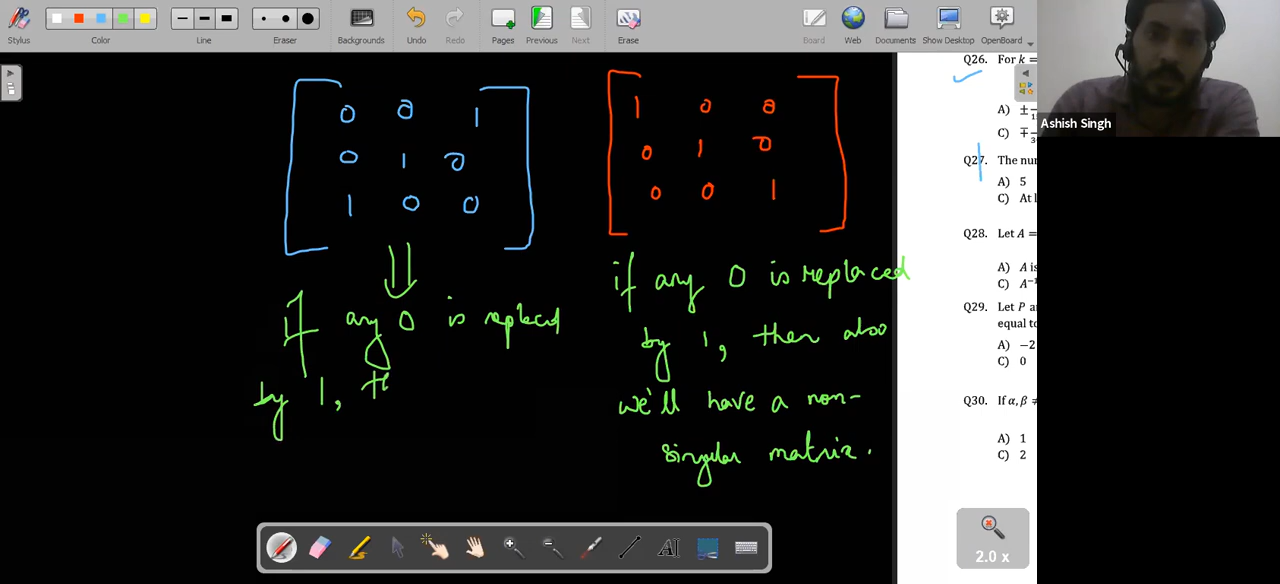 Stylus
Color
Line
Eraser
Backgrounds
Undo
Redo
Pages
Previous
Next
Erase
Board
Web
Documents
Show Desktop
OpenBoard
0 0 1
0 1 0
1 0 0
If any 0 is replaced
by 1, th
1 0 0
0 1 0
0 0 1
if any 0 is replaced
by 1, then also
we'll have a non-
singular matrix.
Q26. For k =
A) ±
C) ∓
Q27. The nu
A) 5
C) At l
Q28. Let A =
A) A is
C) A⁻
Q29. Let P a
equal to
A) −2
C) 0
Q30. If α, β ≠
A) 1
C) 2
Ashish Singh
AI
2.0 x